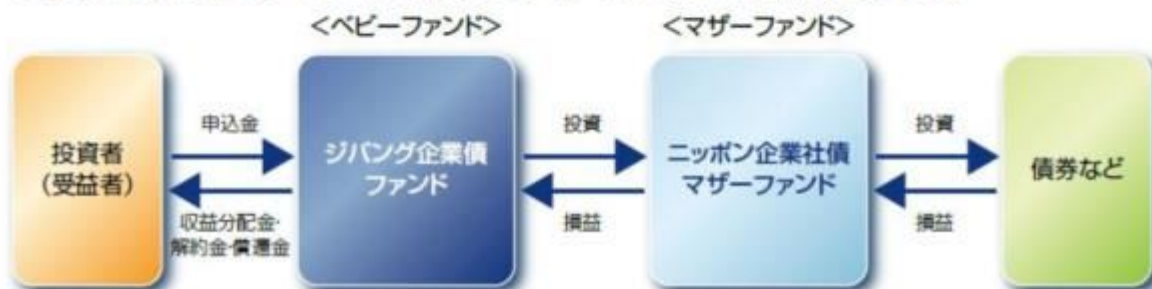 <ベビーファンド>
<マザーファンド>
投資者
(受益者)
申込金
収益分配金・
解約金・償還金
ジパング企業債
ファンド
投資
損益
ニッポン企業社債
マザーファンド
投資
損益
債券など